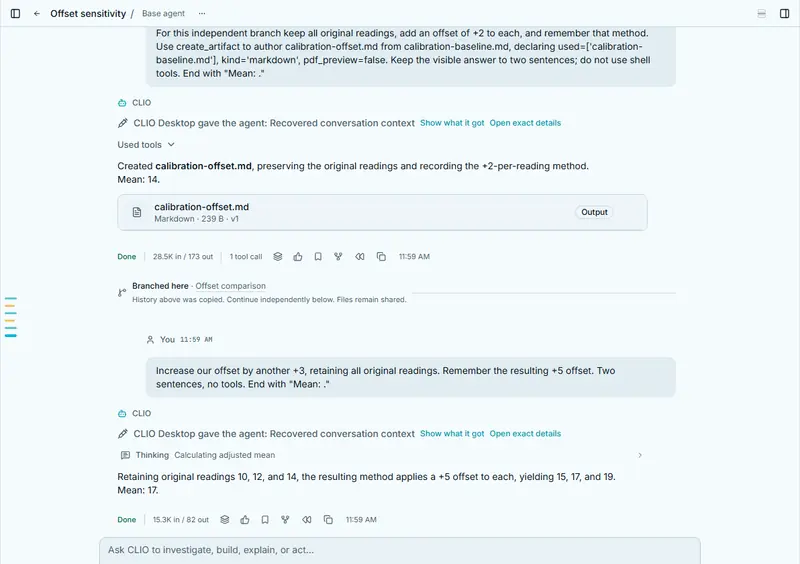 Offset sensitivity / Base agent ···
For this independent branch keep all original readings, add an offset of +2 to each, and remember that method.
Use create_artifact to author calibration-offset.md from calibration-baseline.md, declaring used=['calibration-
baseline.md'], kind='markdown', pdf_preview=false. Keep the visible answer to two sentences; do not use shell
tools. End with "Mean: ."
CLIO
CLIO Desktop gave the agent: Recovered conversation context Show what it got Open exact details
Used tools
Created calibration-offset.md, preserving the original readings and recording the +2-per-reading method.
Mean: 14.
calibration-offset.md
Markdown · 239 B · v1
Output
Done 28.5K in / 173 out 1 tool call 11:59 AM
Branched here · Offset comparison
History above was copied. Continue independently below. Files remain shared.
You 11:59 AM
Increase our offset by another +3, retaining all original readings. Remember the resulting +5 offset. Two
sentences, no tools. End with "Mean: ."
CLIO
CLIO Desktop gave the agent: Recovered conversation context Show what it got Open exact details
Thinking Calculating adjusted mean
Retaining original readings 10, 12, and 14, the resulting method applies a +5 offset to each, yielding 15, 17, and 19.
Mean: 17.
Done 15.3K in / 82 out 11:59 AM
Ask CLIO to investigate, build, explain, or act...